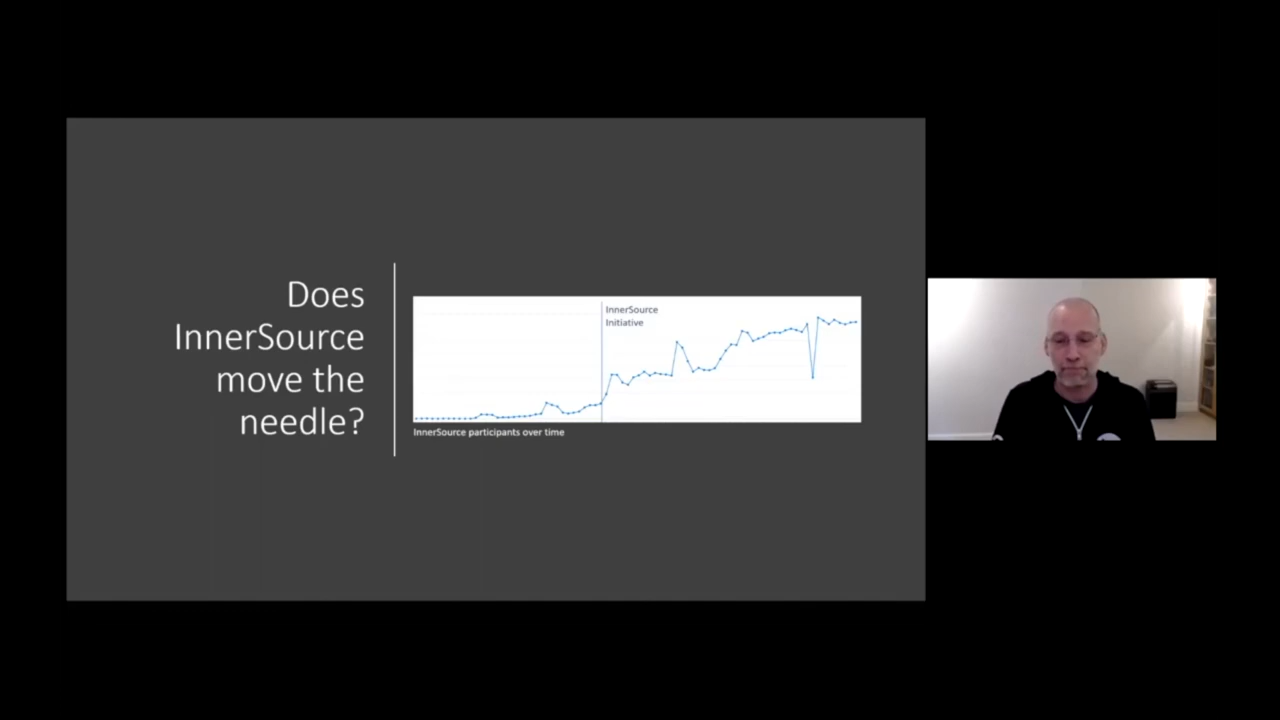 Does
InnerSource
move the
needle?
InnerSource
Initiative
InnerSource participants over time